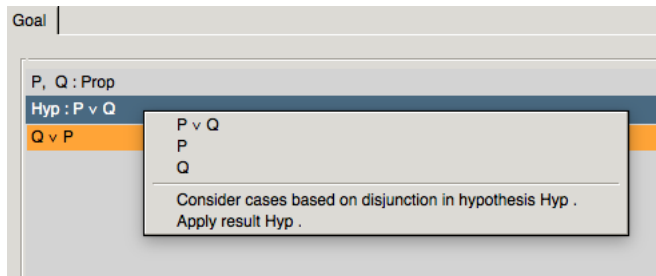 Goal
P, Q : Prop
Hyp : P ∨ Q
Q ∨ P
P ∨ Q
P
Q
Consider cases based on disjunction in hypothesis Hyp .
Apply result Hyp .